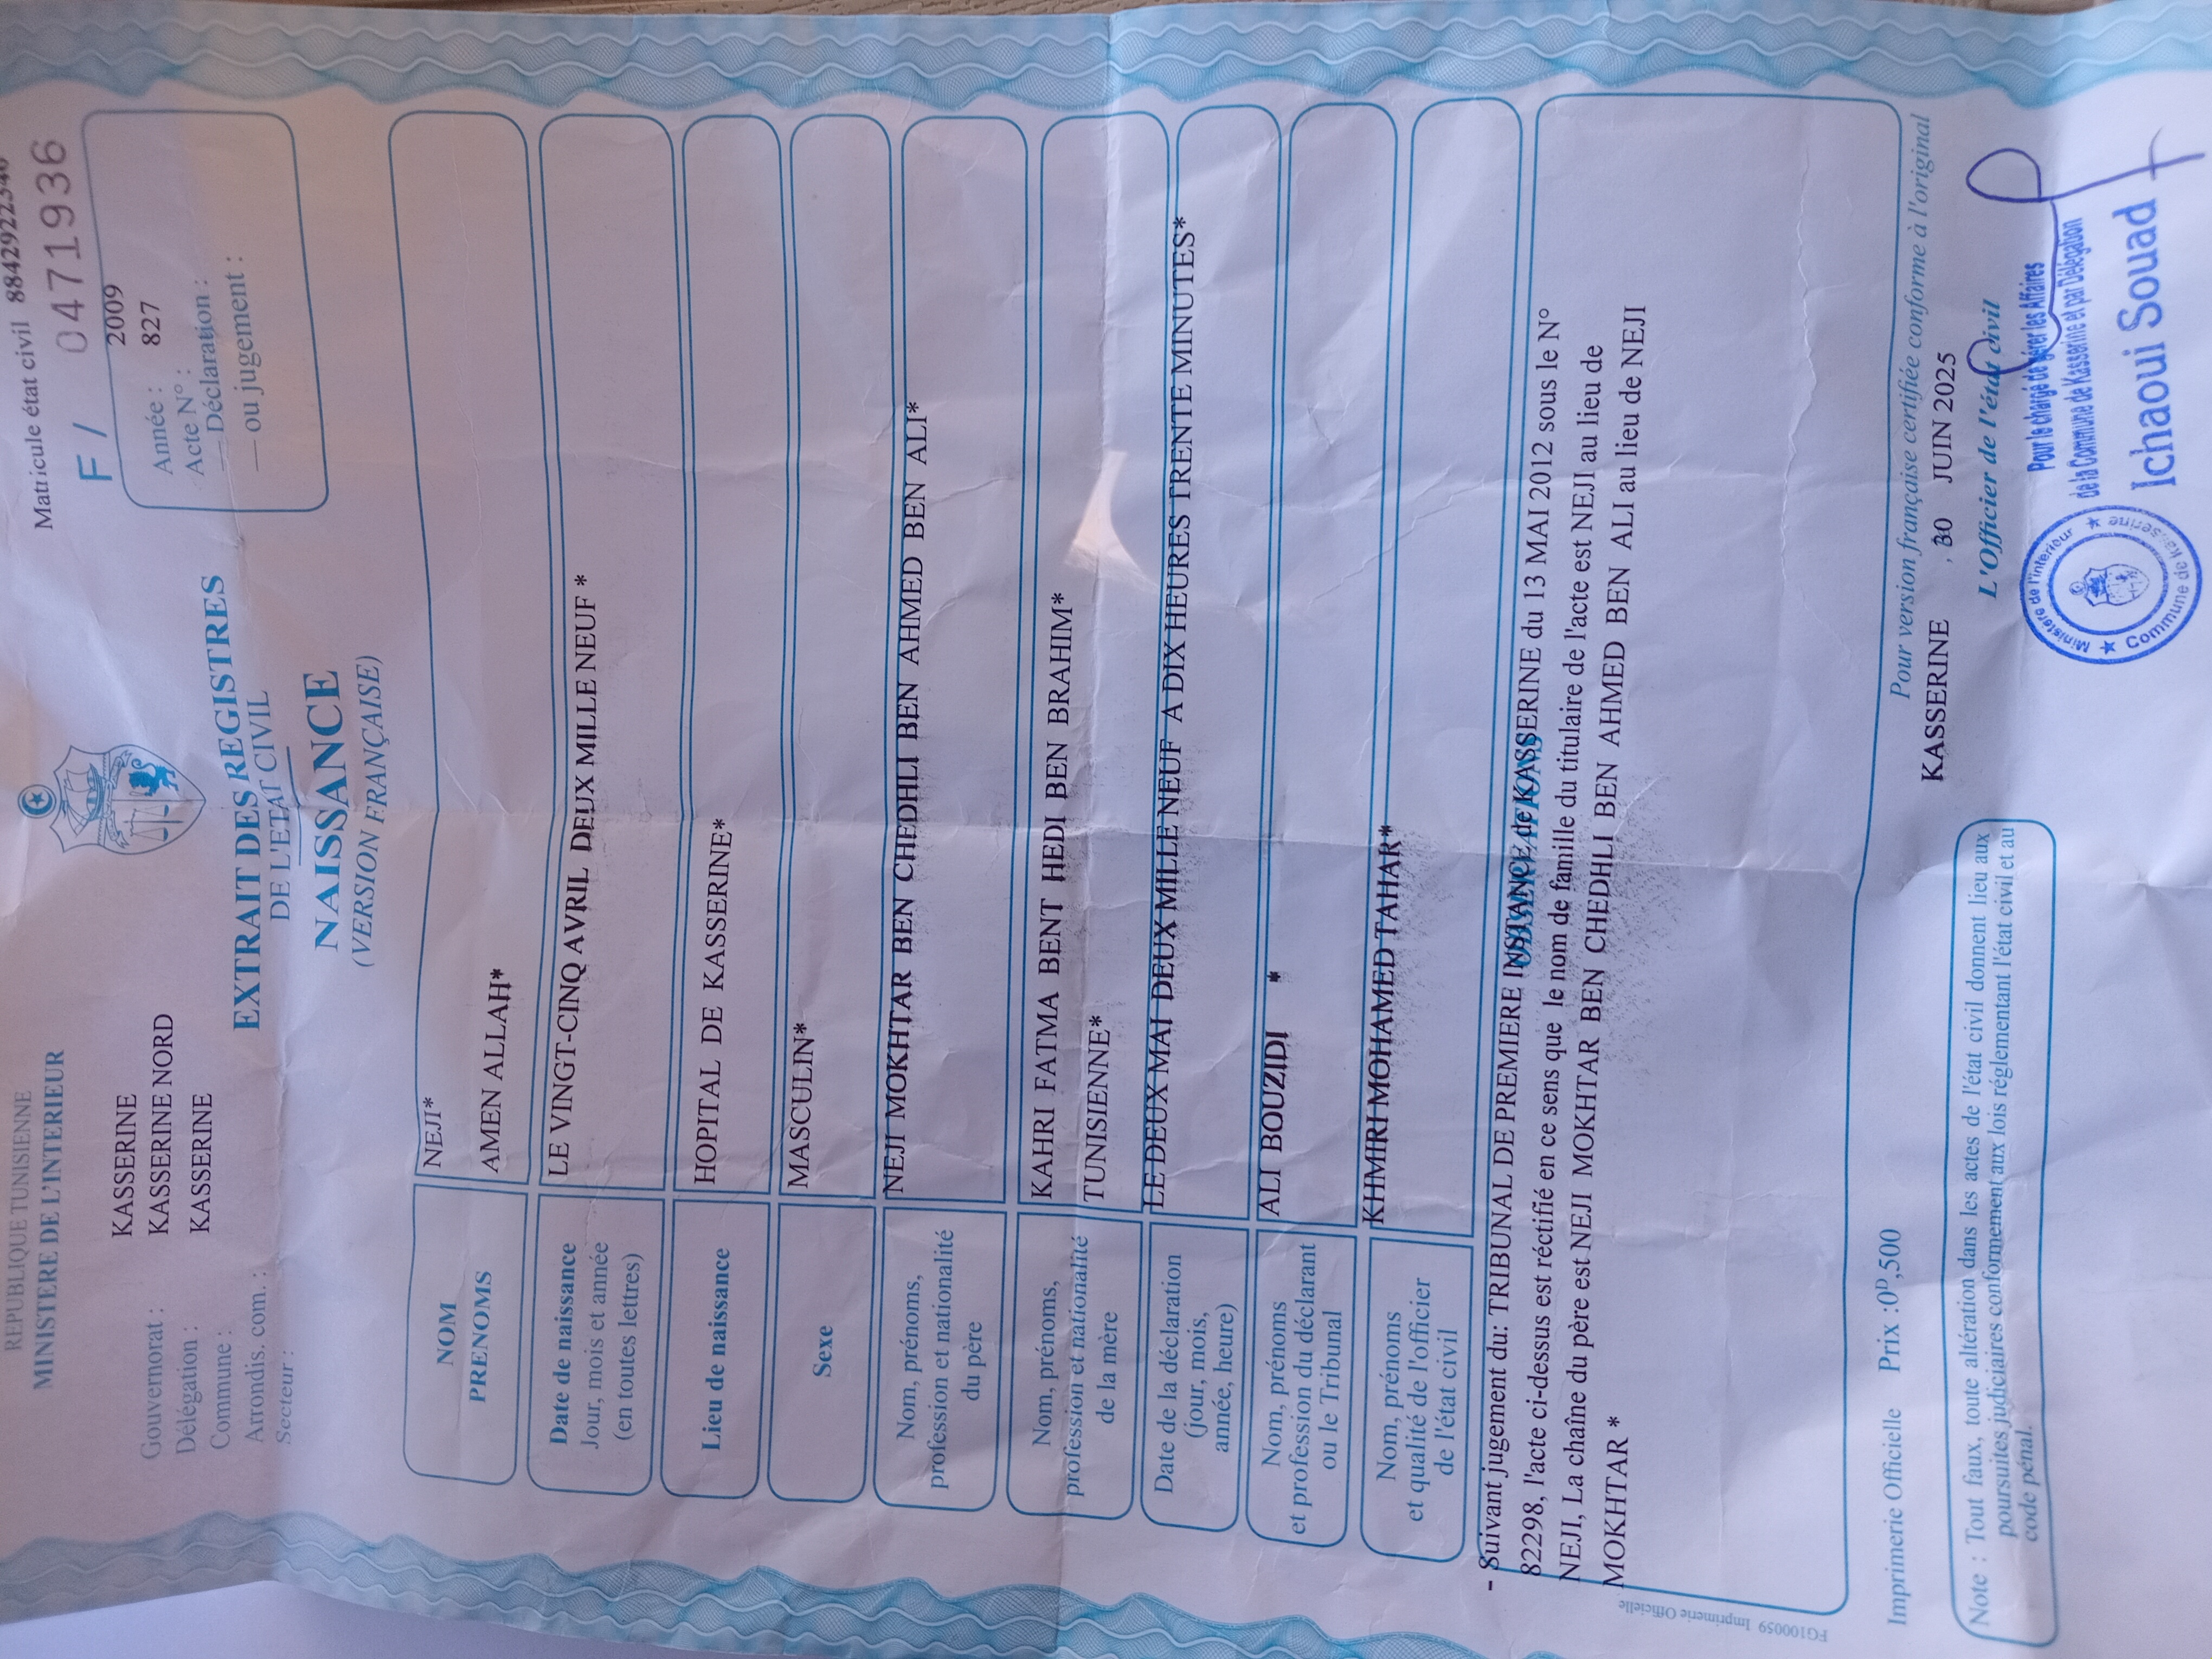 REPUBLIQUE TUNISIENNE
MINISTERE DE L'INTERIEUR
Gouvernorat : KASSERINE
Délégation : KASSERINE NORD
Commune : KASSERINE
Arrondis. com. :
Secteur :
Matricule état civil
F / 0471936
Année : 2009
Acte N° : 827
— Déclaration :
— ou jugement :
EXTRAIT DES REGISTRES
DE L'ETAT CIVIL
NAISSANCE
(VERSION FRANÇAISE)
NOM NEJI*
PRENOMS AMEN ALLAH*
Date de naissance
Jour, mois et année
(en toutes lettres)
LE VINGT-CINQ AVRIL DEUX MILLE NEUF *
Lieu de naissance HOPITAL DE KASSERINE*
Sexe MASCULIN*
Nom, prénoms,
profession et nationalité
du père
NEJI MOKHTAR BEN CHEDHLI BEN AHMED BEN ALI*
Nom, prénoms,
profession et nationalité
de la mère
KAHRI FATMA BENT HEDI BEN BRAHIM*
TUNISIENNE*
Date de la déclaration
(jour, mois,
année, heure)
LE DEUX MAI DEUX MILLE NEUF A DIX HEURES TRENTE MINUTES*
Nom, prénoms
et profession du déclarant
ou le Tribunal
ALI BOUZIDI *
Nom, prénoms
et qualité de l'officier
de l'état civil
KHMIRI MOHAMED TAHAR*
- Suivant jugement du: TRIBUNAL DE PREMIERE INSTANCE de KASSERINE du 13 MAI 2012 sous le N°
82298, l'acte ci-dessus est réctifié en ce sens que le nom de famille du titulaire de l'acte est NEJI au lieu de
NEJI, La chaîne du père est NEJI MOKHTAR BEN CHEDHLI BEN AHMED BEN ALI au lieu de NEJI
MOKHTAR *
FG100059 Imprimerie Officielle
Imprimerie Officielle Prix : 0D,500
Pour version française certifiée conforme à l'original
KASSERINE , 30 JUIN 2025
L'Officier de l'état civil
Pour le chargé de gérer les Affaires
de la Commune de Kasserine et par Délégation
Ichaoui Souad
Ministère de l'interieur
Commune de Kasserine
Note : Tout faux, toute altération dans les actes de l'état civil donnent lieu aux
poursuites judiciaires conformement aux lois réglementant l'état civil et au
code pénal.